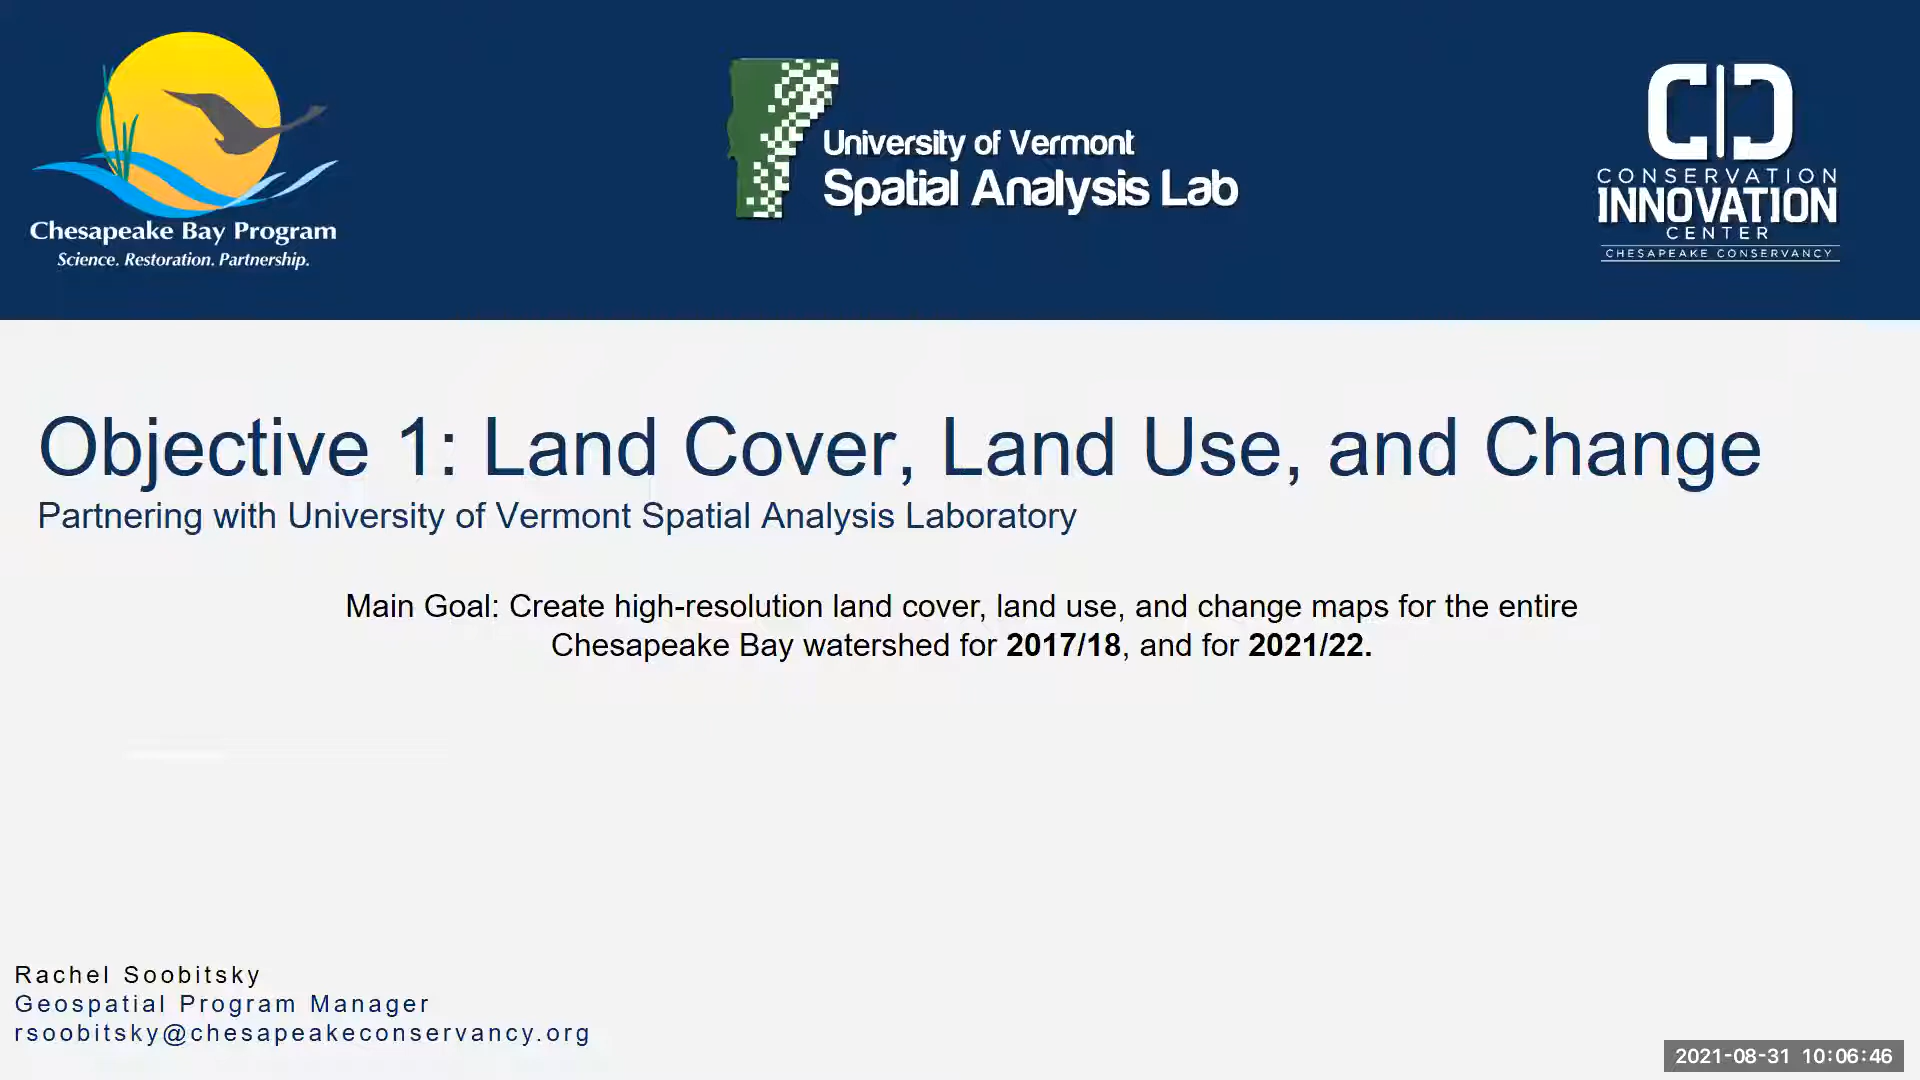 Chesapeake Bay Program
Science. Restoration. Partnership.
University of Vermont
Spatial Analysis Lab
CONSERVATION
INNOVATION
CENTER
CHESAPEAKE CONSERVANCY
Objective 1: Land Cover, Land Use, and Change
Partnering with University of Vermont Spatial Analysis Laboratory
Main Goal: Create high-resolution land cover, land use, and change maps for the entire
Chesapeake Bay watershed for 2017/18, and for 2021/22.
Rachel Soobitsky
Geospatial Program Manager
rsoobitsky@chesapeakeconservancy.org
2021-08-31 10:06:46